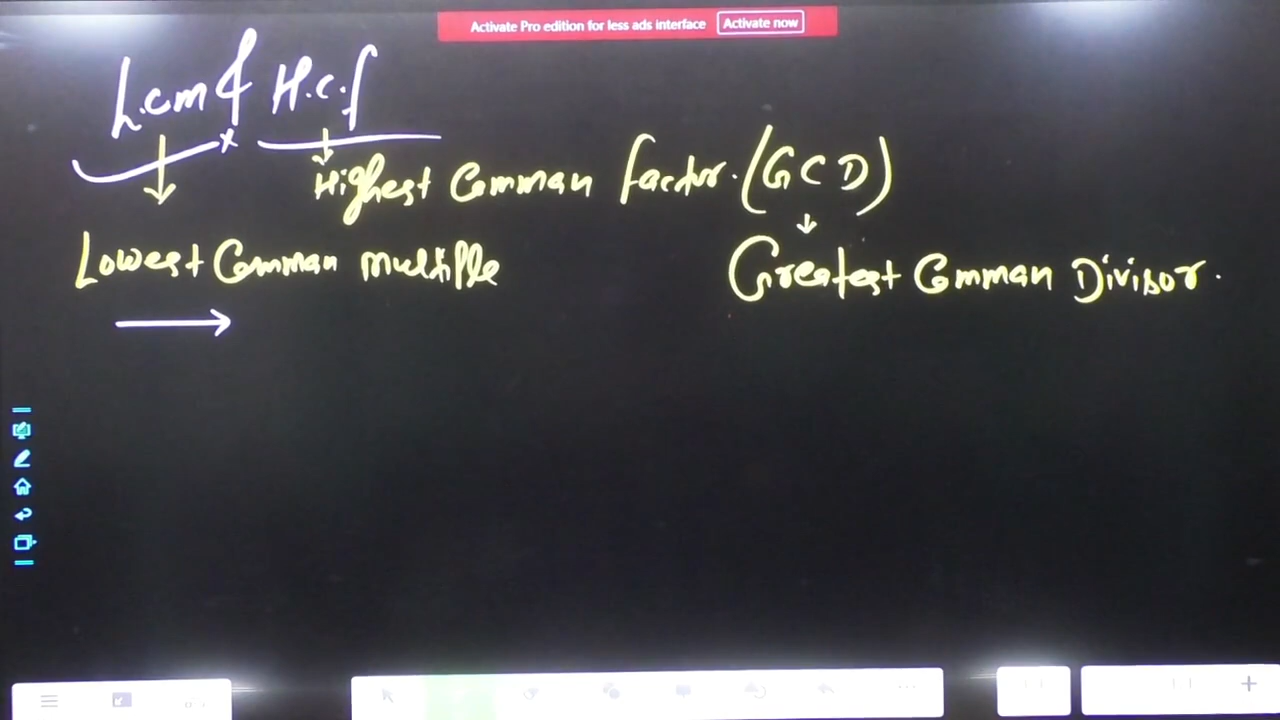 Activate Pro edition for less ads interface Activate now
L.cm & H.c.f
Highest Comman factor. (GCD)
Lowest Comman multiple
Greatest Comman Divisor.